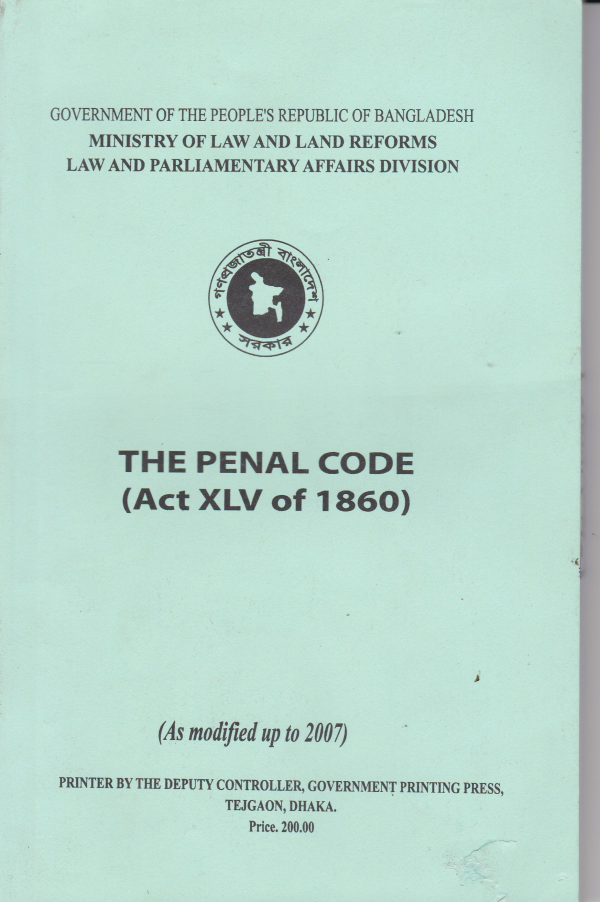 GOVERNMENT OF THE PEOPLE'S REPUBLIC OF BANGLADESH
MINISTRY OF LAW AND LAND REFORMS
LAW AND PARLIAMENTARY AFFAIRS DIVISION
গণপ্রজাতন্ত্রী বাংলাদেশ
সরকার
THE PENAL CODE
(Act XLV of 1860)
(As modified up to 2007)
PRINTER BY THE DEPUTY CONTROLLER, GOVERNMENT PRINTING PRESS,
TEJGAON, DHAKA.
Price. 200.00